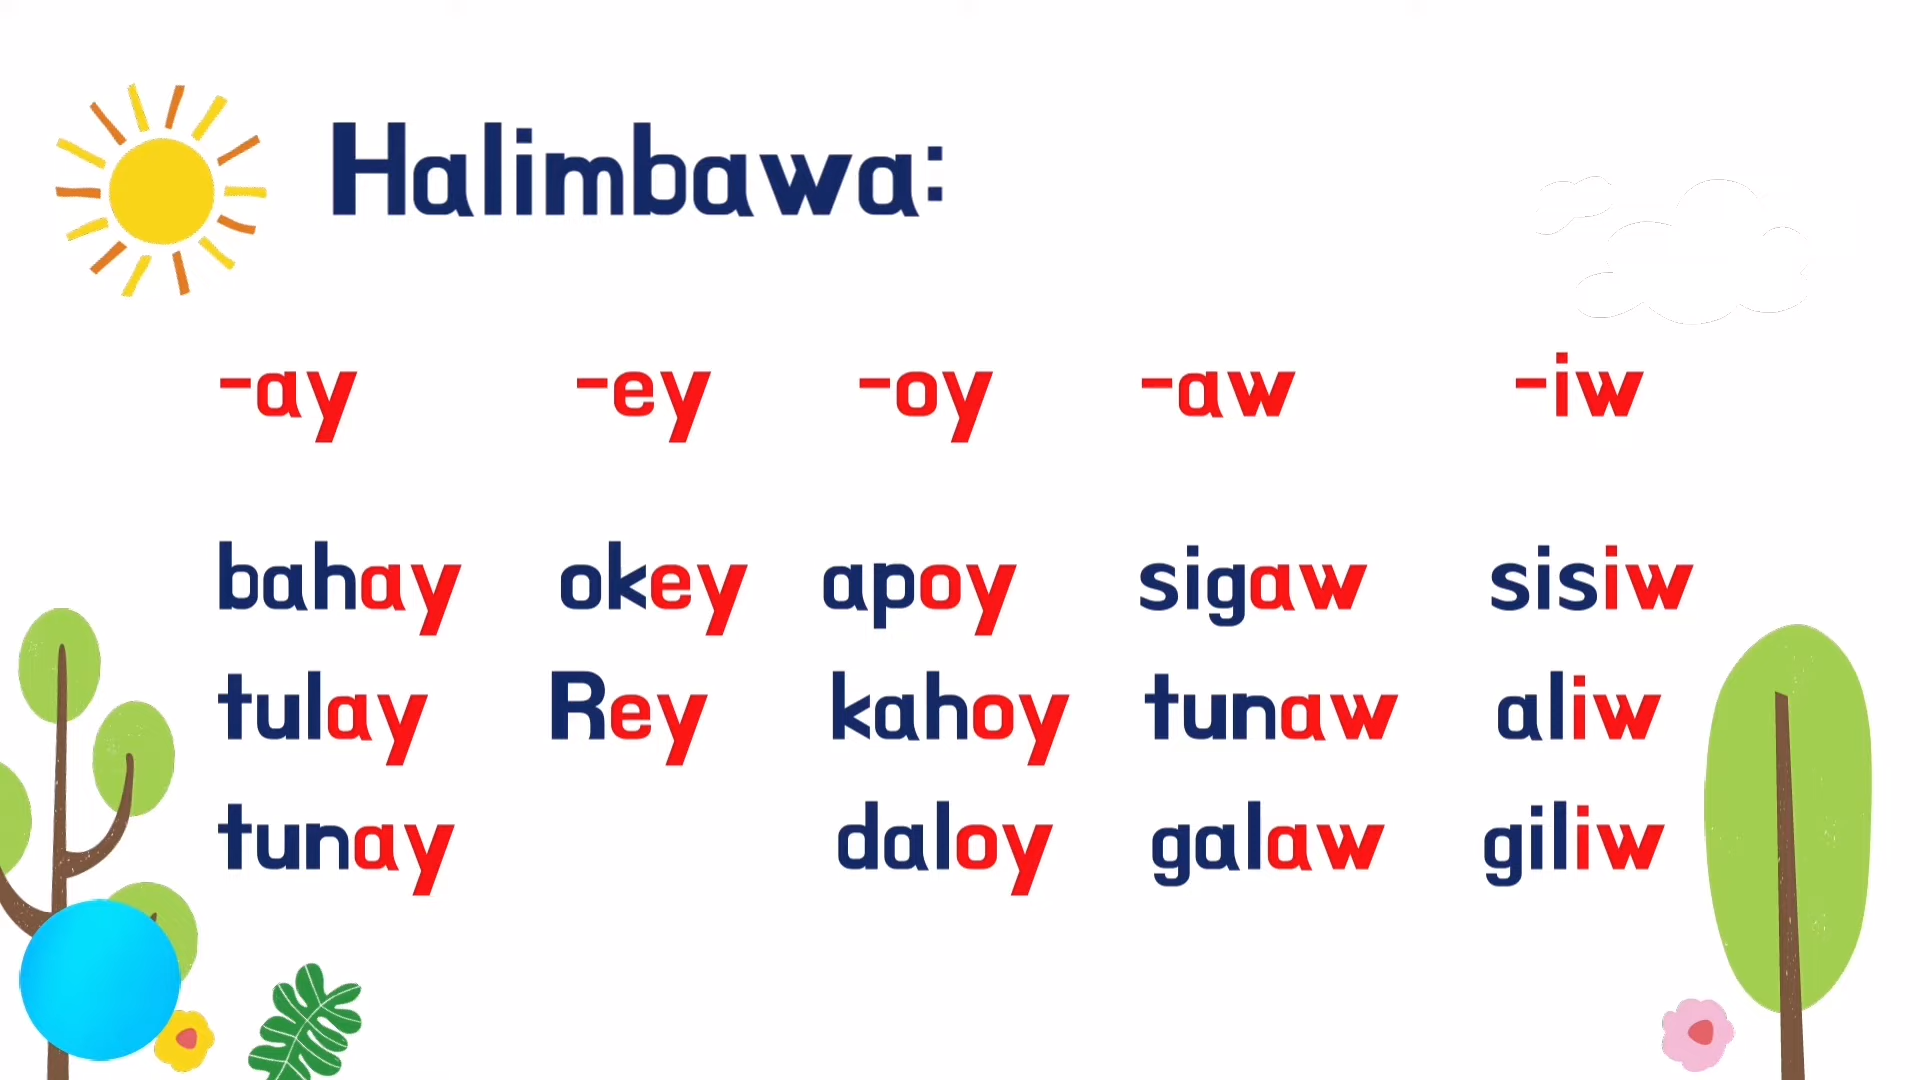 Halimbawa:
-ay -ey -oy -aw -iw
bahay okey apoy sigaw sisiw
tulay Rey kahoy tunaw aliw
tunay daloy galaw giliw